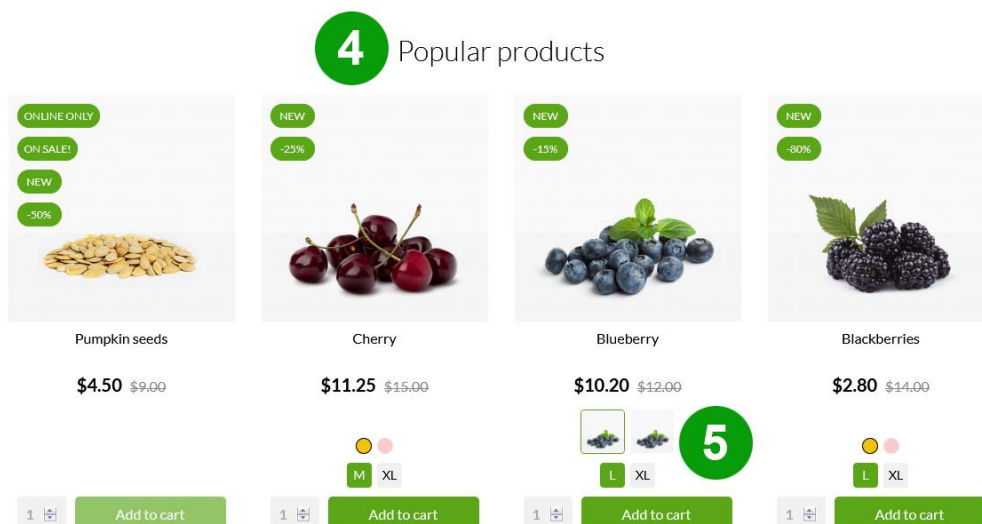 4 Popular products
ONLINE ONLY
ON SALE!
NEW
-50%
NEW
-25%
NEW
-15%
NEW
-80%
Pumpkin seeds
Cherry
Blueberry
Blackberries
$4.50 $9.00
$11.25 $15.00
$10.20 $12.00
$2.80 $14.00
5
M XL
L XL
L XL
1 Add to cart
1 Add to cart
1 Add to cart
1 Add to cart